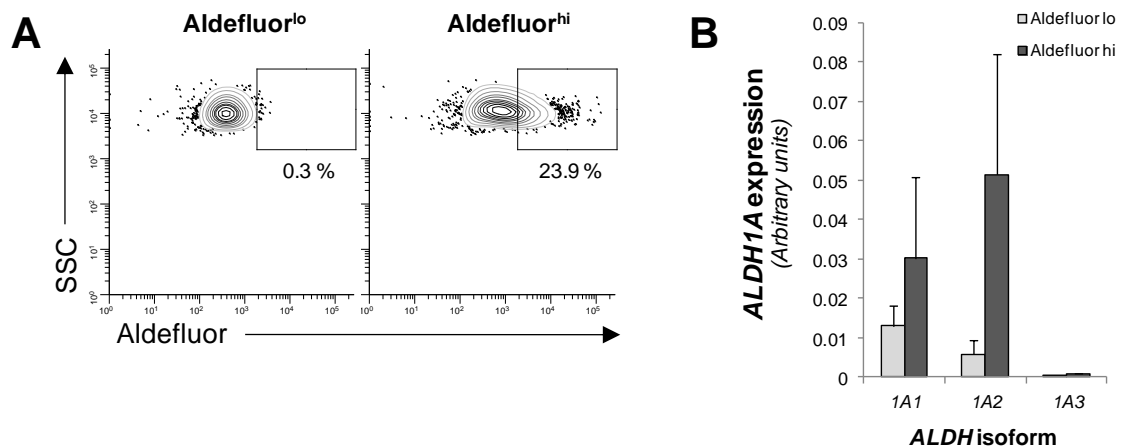 A
Aldefluorlo
Aldefluorhi
B
SSC
10⁵
10⁴
10³
10²
10¹
10⁰
0.3 %
23.9 %
10⁰ 10¹ 10² 10³ 10⁴ 10⁵
10⁰ 10¹ 10² 10³ 10⁴ 10⁵
Aldefluor
ALDH1A expression
(Arbitrary units)
0.09
0.08
0.07
0.06
0.05
0.04
0.03
0.02
0.01
0
Aldefluor lo
Aldefluor hi
1A1 1A2 1A3
ALDH isoform